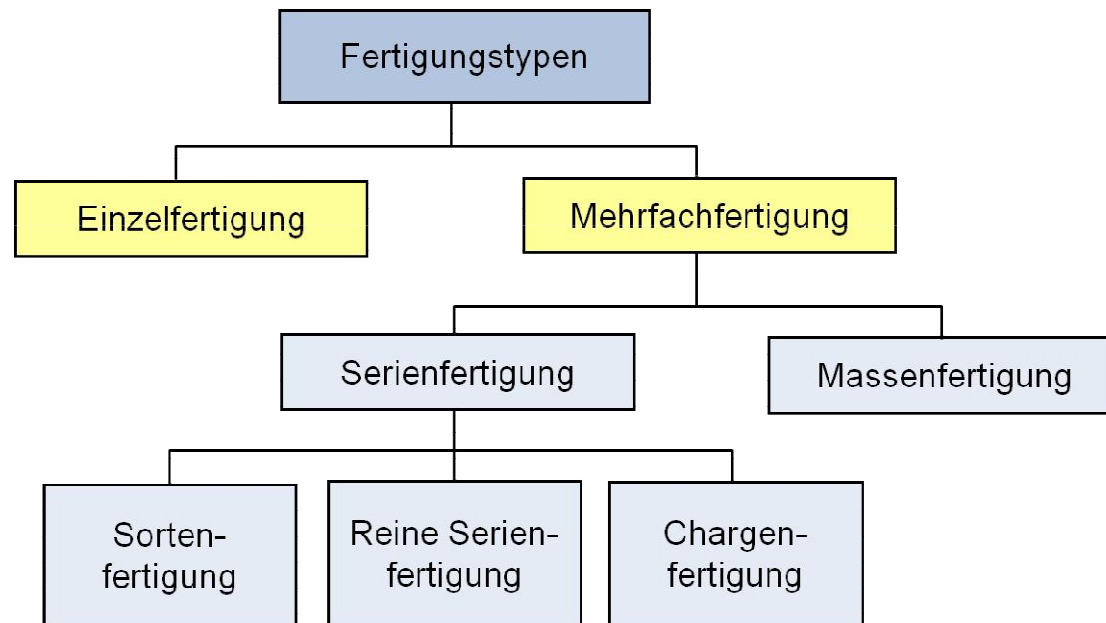 Fertigungstypen
Einzelfertigung
Mehrfachfertigung
Serienfertigung
Massenfertigung
Sorten-
fertigung
Reine Serien-
fertigung
Chargen-
fertigung